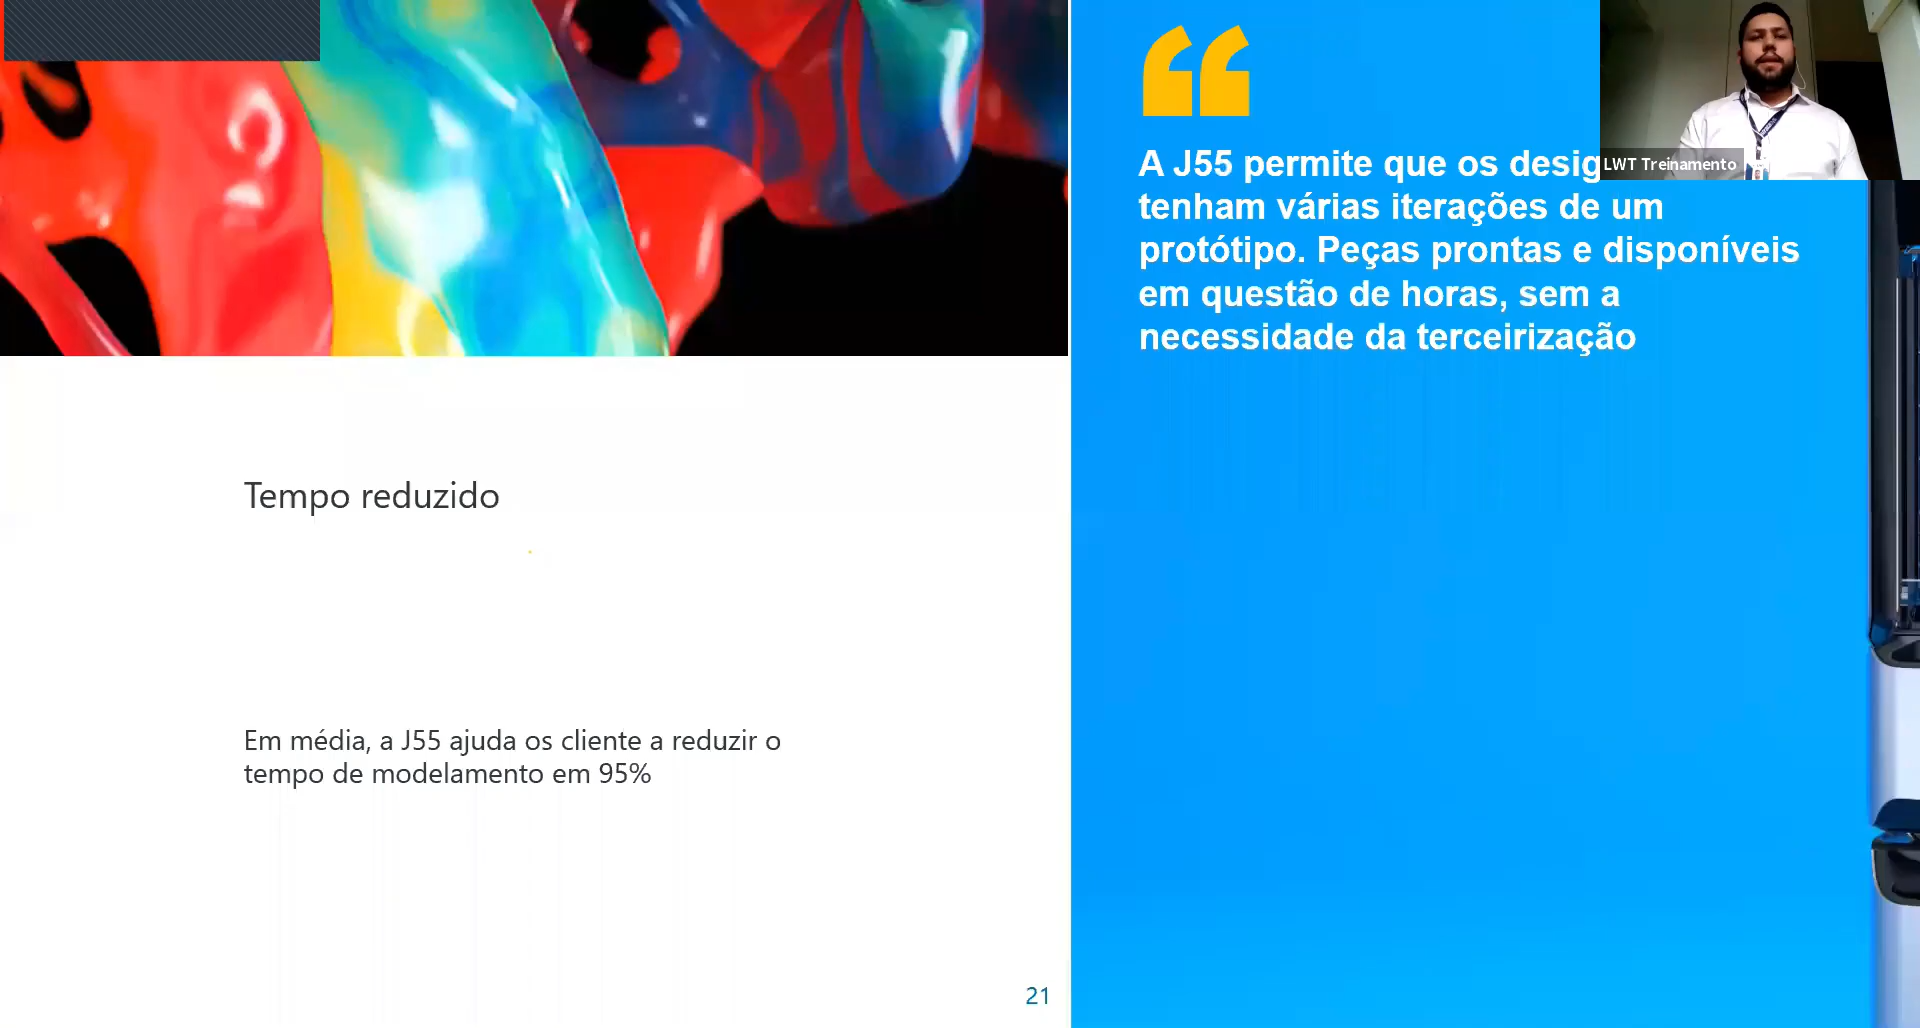 A J55 permite que os desig
LWT Treinamento
tenham várias iterações de um
protótipo. Peças prontas e disponíveis
em questão de horas, sem a
necessidade da terceirização
Tempo reduzido
Em média, a J55 ajuda os cliente a reduzir o
tempo de modelamento em 95%
21